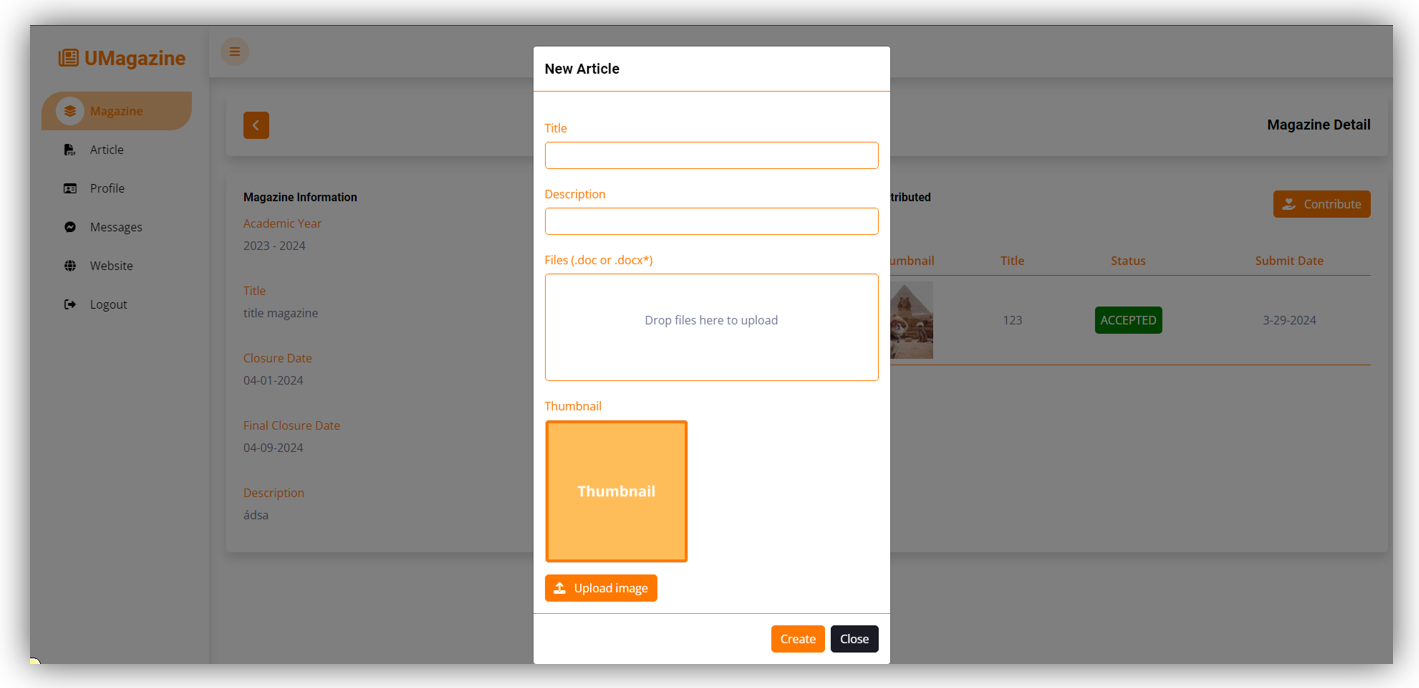 UMagazine
Magazine
Article
Profile
Messages
Website
Logout
Magazine Detail
Magazine Information
Academic Year
2023 - 2024
Title
title magazine
Closure Date
04-01-2024
Final Closure Date
04-09-2024
Description
ádsa
New Article
Title
Description
Files (.doc or .docx*)
Drop files here to upload
Thumbnail
Thumbnail
Upload image
Create Close
tributed
Contribute
umbnail Title Status Submit Date
123 ACCEPTED 3-29-2024